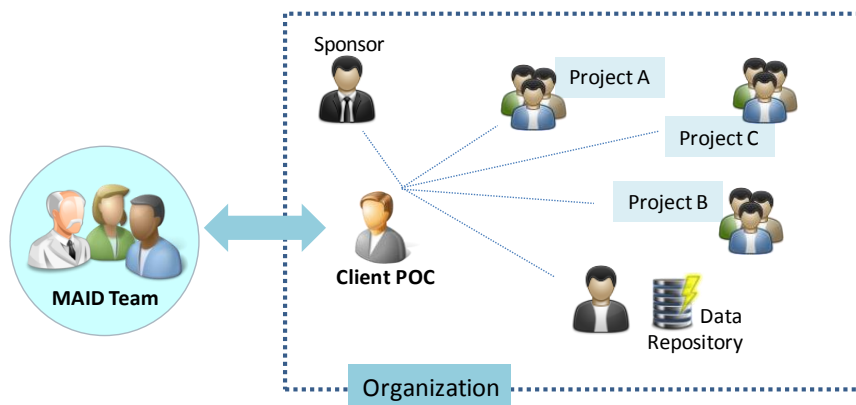 Sponsor
Project A
Project C
Project B
MAID Team
Client POC
Data
Repository
Organization